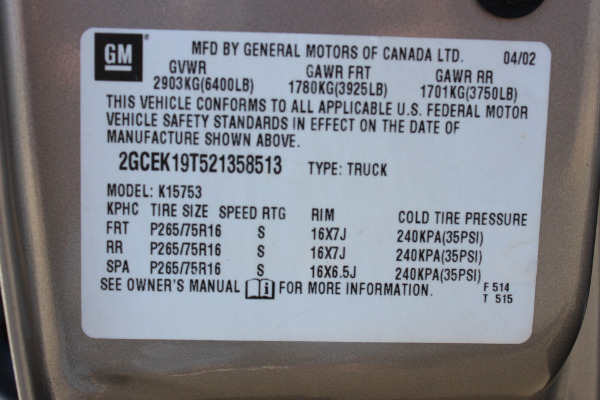 GM MFD BY GENERAL MOTORS OF CANADA LTD. 04/02
GVWR GAWR FRT GAWR RR
2903KG(6400LB) 1780KG(3925LB) 1701KG(3750LB)
THIS VEHICLE CONFORMS TO ALL APPLICABLE U.S. FEDERAL MOTOR
VEHICLE SAFETY STANDARDS IN EFFECT ON THE DATE OF
MANUFACTURE SHOWN ABOVE.
2GCEK19T521358513 TYPE: TRUCK
MODEL: K15753
KPHC TIRE SIZE SPEED RTG RIM COLD TIRE PRESSURE
FRT P265/75R16 S 16X7J 240KPA(35PSI)
RR P265/75R16 S 16X7J 240KPA(35PSI)
SPA P265/75R16 S 16X6.5J 240KPA(35PSI)
SEE OWNER'S MANUAL FOR MORE INFORMATION. F 514
T 515